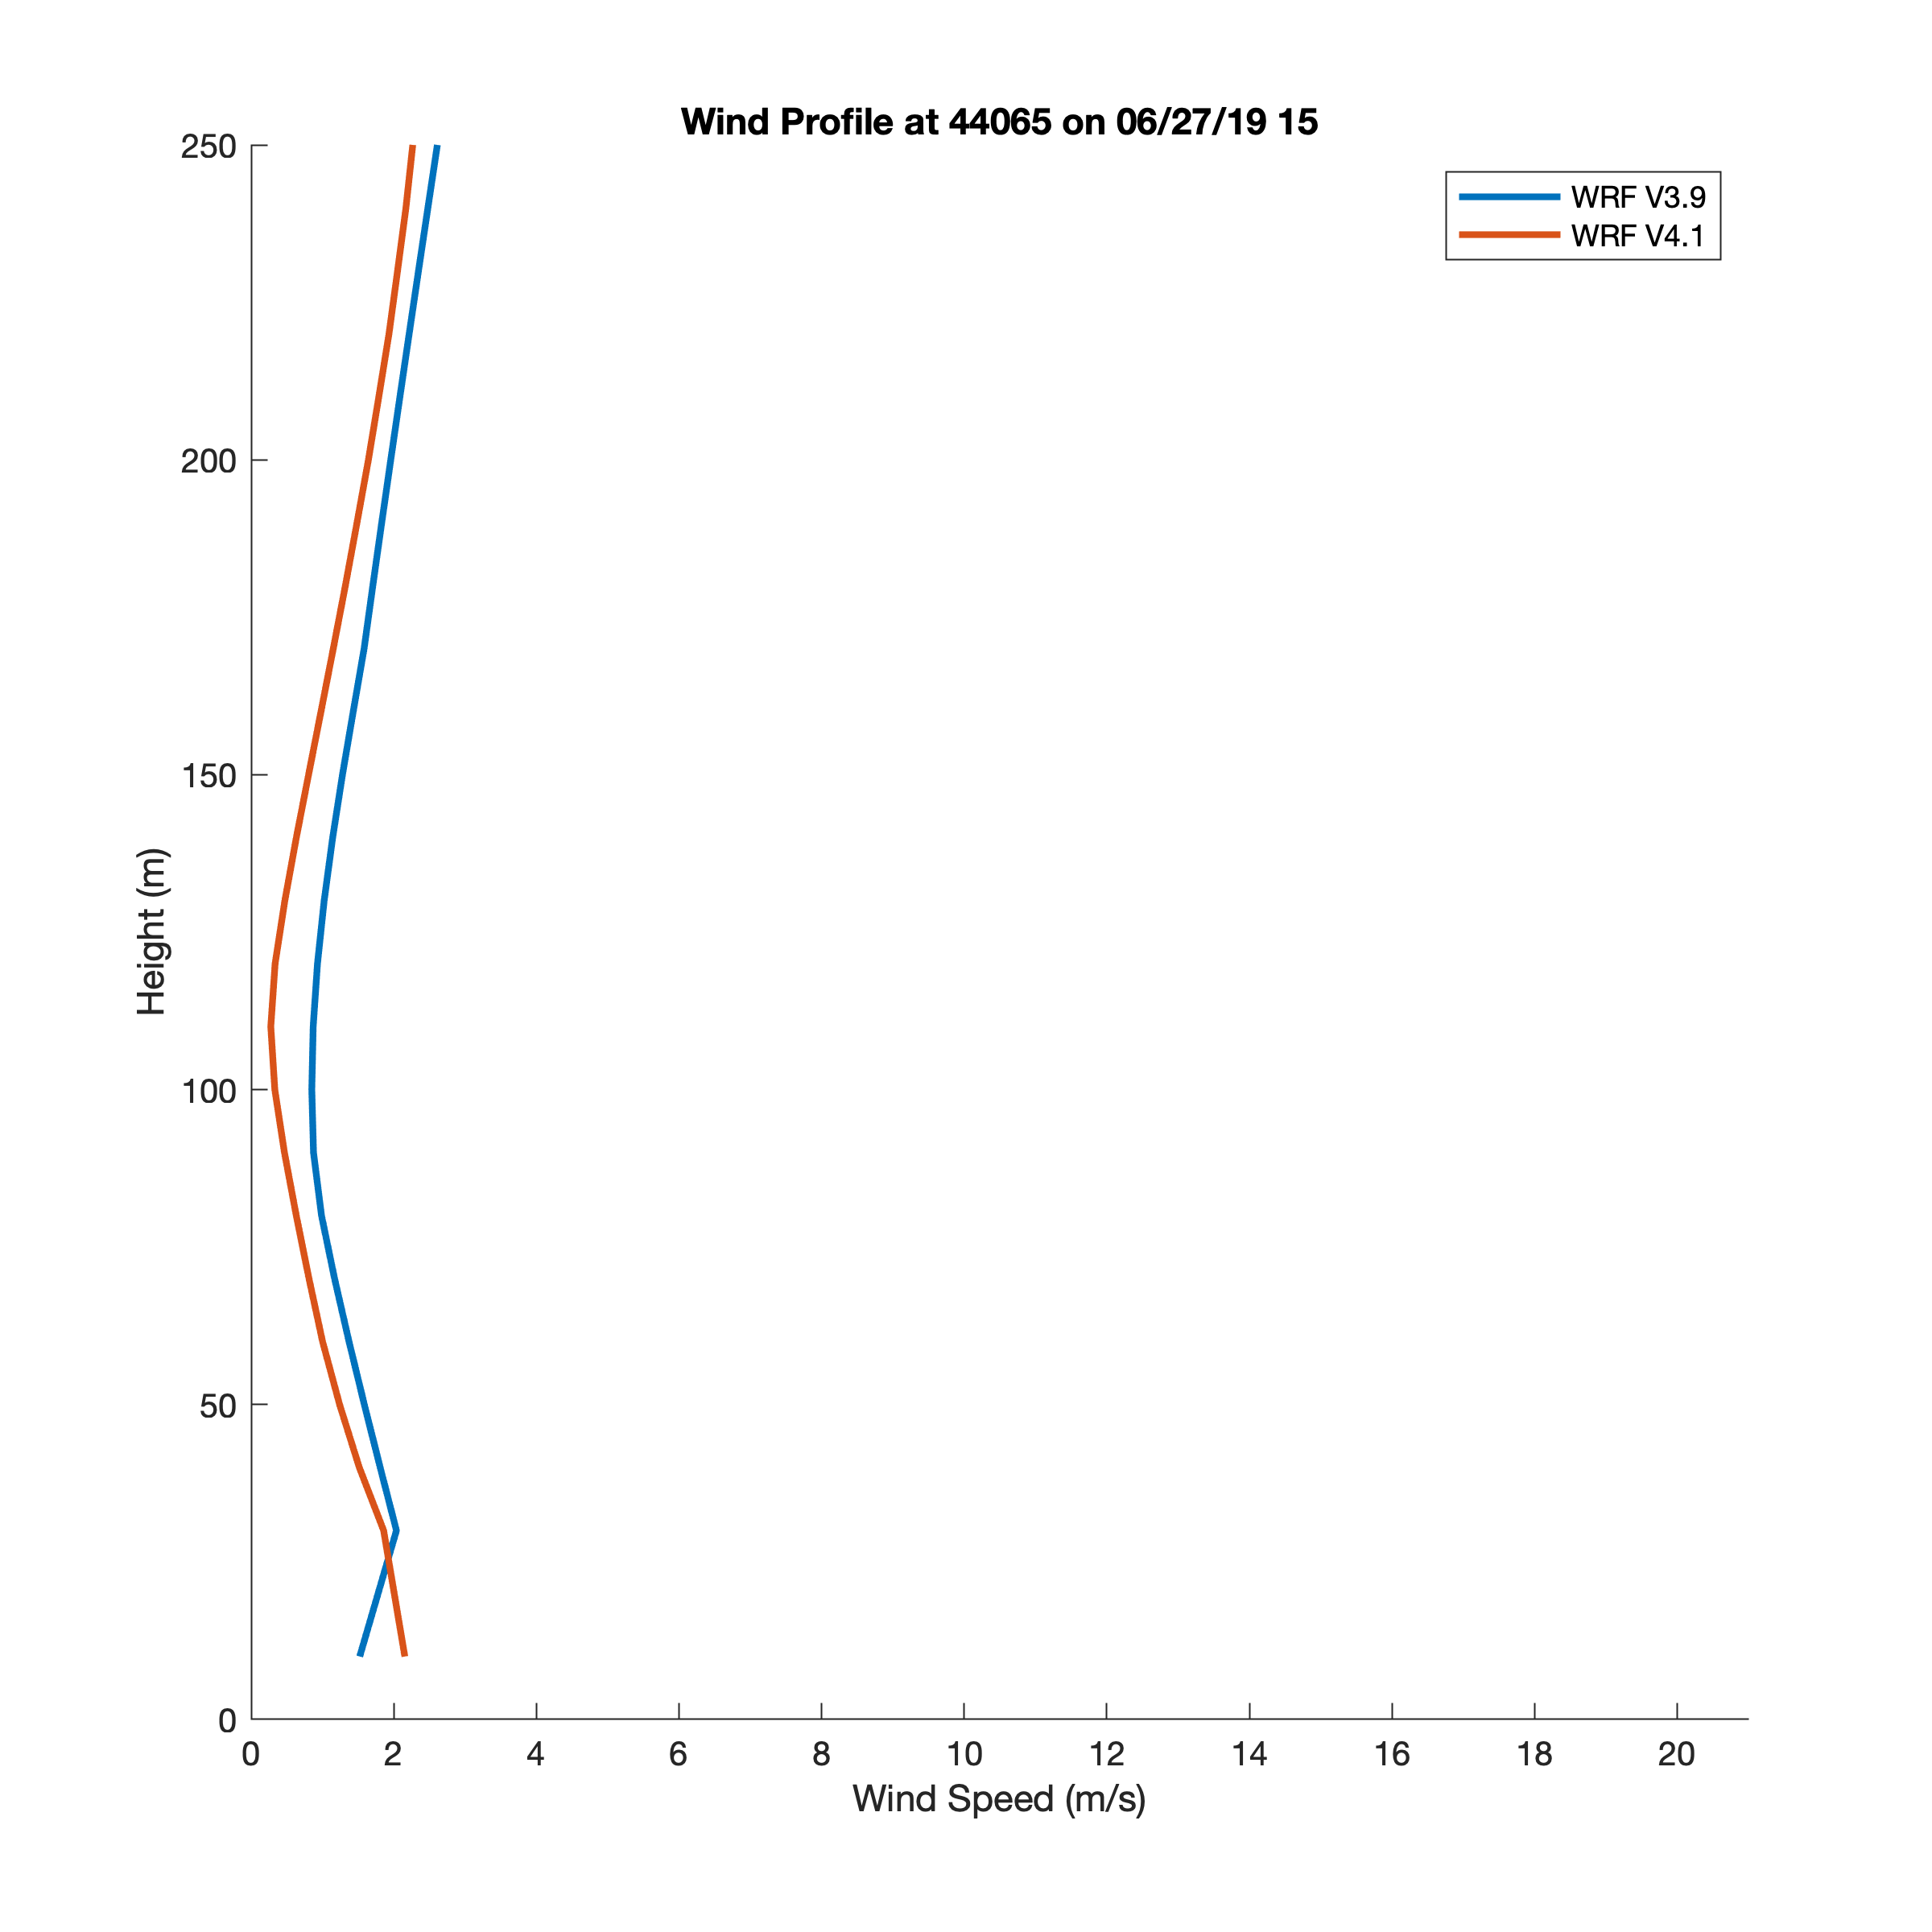 Wind Profile at 44065 on 06/27/19 15
WRF V3.9
WRF V4.1
250
200
150
100
50
0
Height (m)
0 2 4 6 8 10 12 14 16 18 20
Wind Speed (m/s)